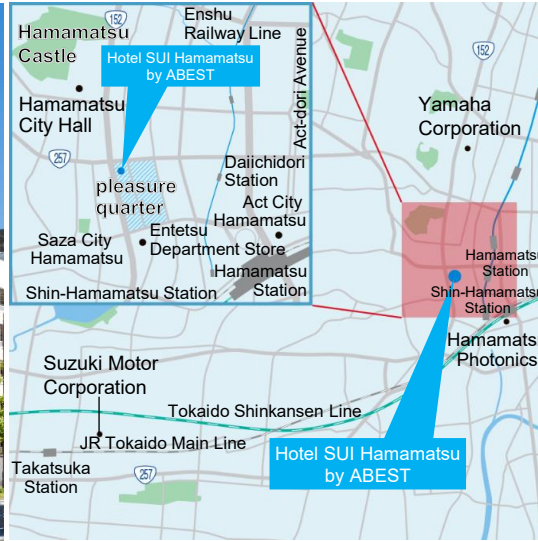 152
Enshu
Railway Line
Hamamatsu
Castle
Hotel SUI Hamamatsu
by ABEST
Act-dori Avenue
Hamamatsu
City Hall
257
Daiichidori
Station
pleasure
quarter
Act City
Hamamatsu
Saza City
Hamamatsu
Entetsu
Department Store
Hamamatsu
Station
Shin-Hamamatsu Station
152
Yamaha
Corporation
Hamamatsu
Station
Shin-Hamamatsu
Station
Hamamats
Photonics
Suzuki Motor
Corporation
Tokaido Shinkansen Line
JR Tokaido Main Line
Takatsuka
Station
257
Hotel SUI Hamamatsu
by ABEST